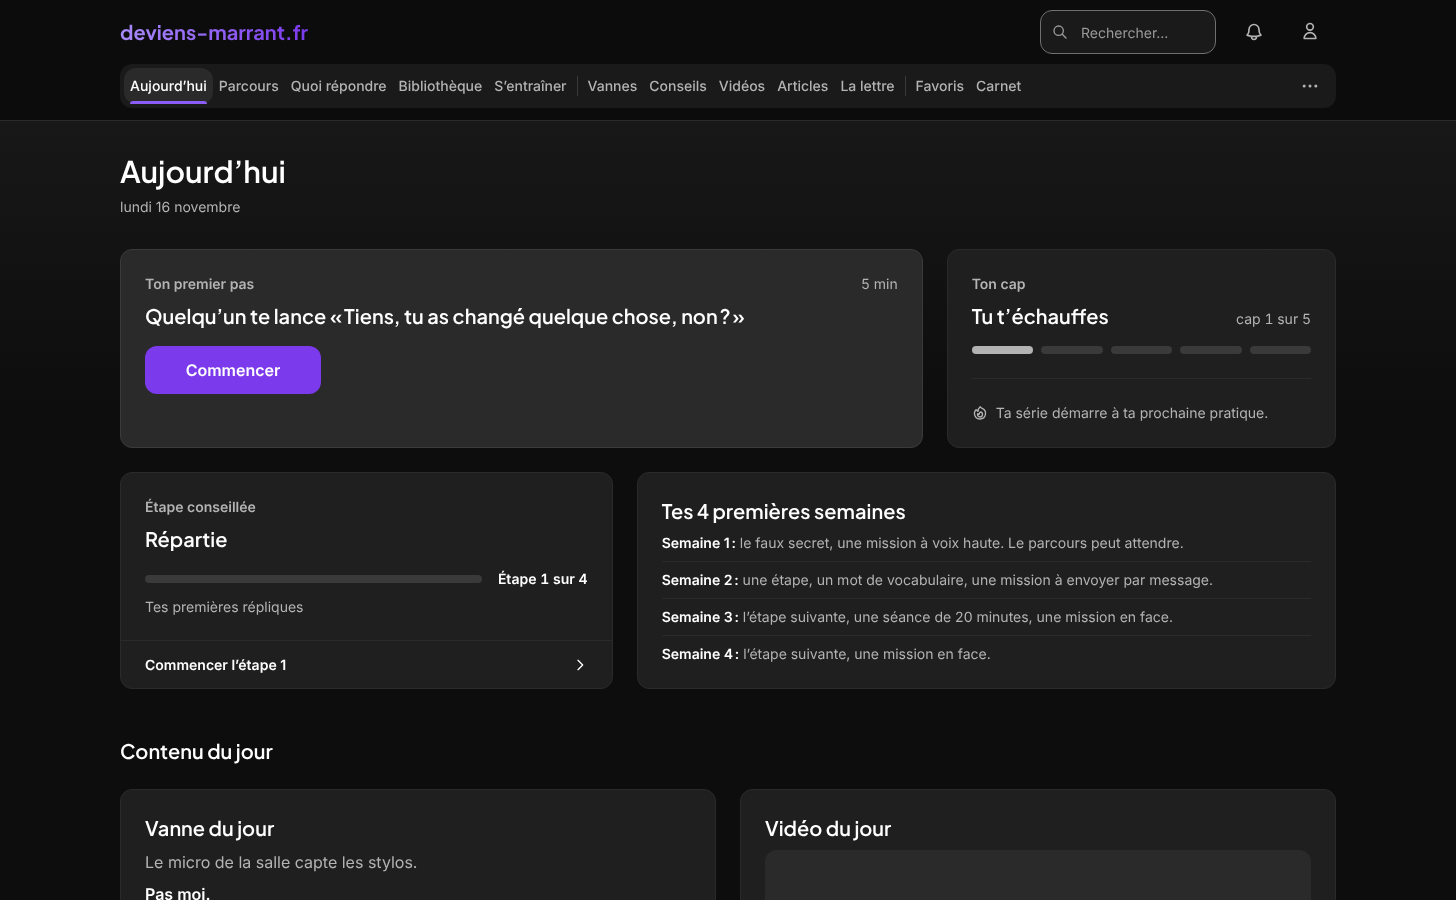 deviens-marrant.fr
Rechercher...
Aujourd’hui Parcours Quoi répondre Bibliothèque S’entraîner Vannes Conseils Vidéos Articles La lettre Favoris Carnet
Aujourd’hui
lundi 16 novembre
Ton premier pas
5 min
Quelqu’un te lance « Tiens, tu as changé quelque chose, non ? »
Commencer
Ton cap
Tu t’échauffes
cap 1 sur 5
Ta série démarre à ta prochaine pratique.
Étape conseillée
Répartie
Étape 1 sur 4
Tes premières répliques
Commencer l’étape 1
Tes 4 premières semaines
Semaine 1 : le faux secret, une mission à voix haute. Le parcours peut attendre.
Semaine 2 : une étape, un mot de vocabulaire, une mission à envoyer par message.
Semaine 3 : l’étape suivante, une séance de 20 minutes, une mission en face.
Semaine 4 : l’étape suivante, une mission en face.
Contenu du jour
Vanne du jour
Le micro de la salle capte les stylos.
Pas moi.
Vidéo du jour